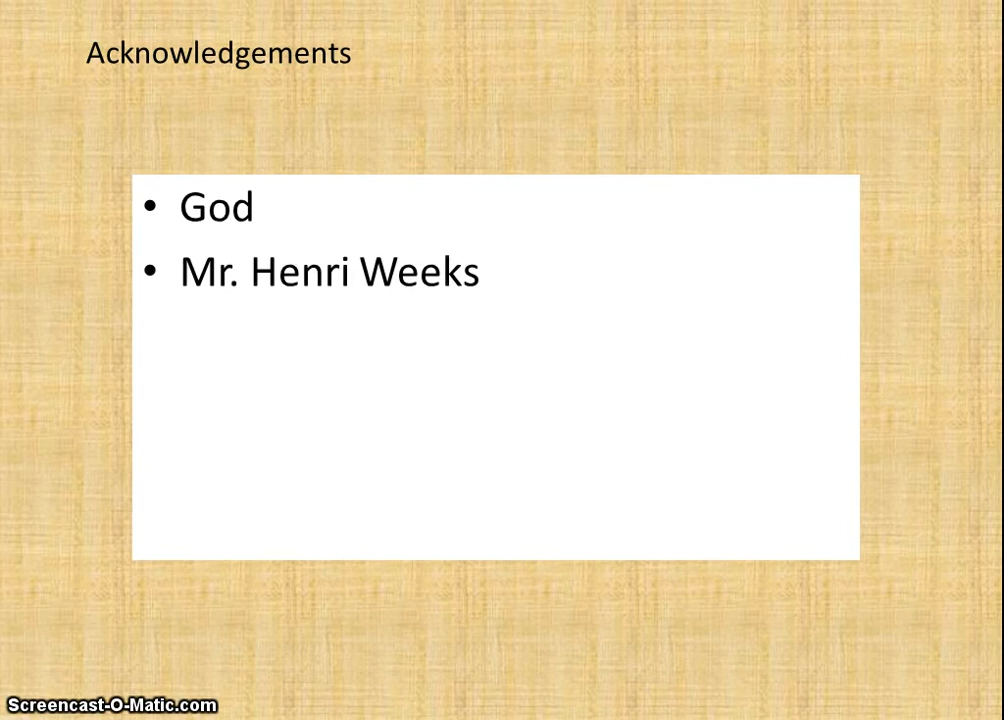 Acknowledgements
• God
• Mr. Henri Weeks
Screencast-O-Matic.com